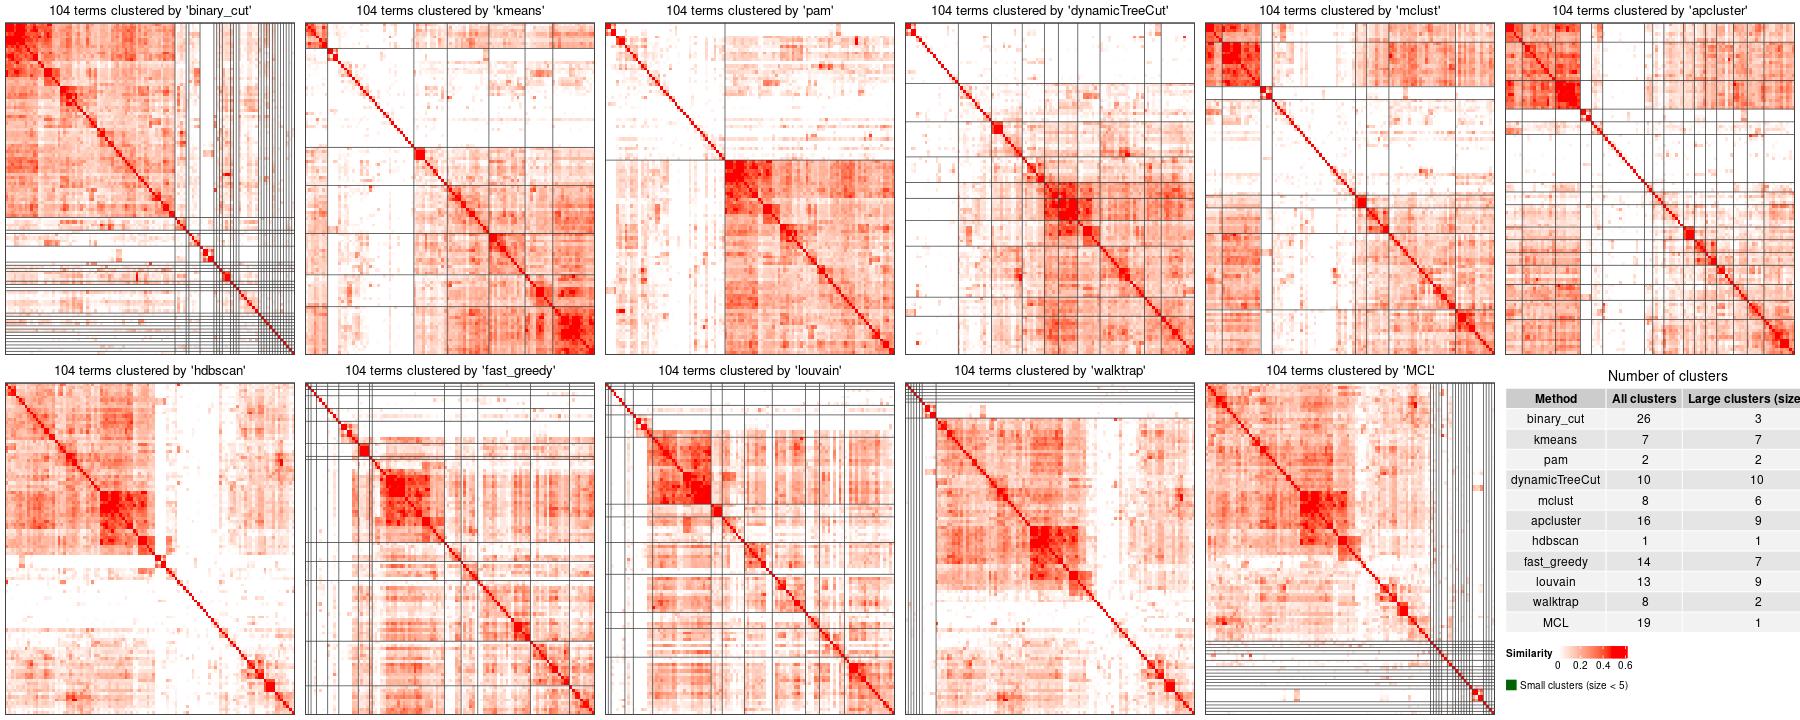 104 terms clustered by 'binary_cut'
104 terms clustered by 'kmeans'
104 terms clustered by 'pam'
104 terms clustered by 'dynamicTreeCut'
104 terms clustered by 'mclust'
104 terms clustered by 'apcluster'
104 terms clustered by 'hdbscan'
104 terms clustered by 'fast_greedy'
104 terms clustered by 'louvain'
104 terms clustered by 'walktrap'
104 terms clustered by 'MCL'
Number of clusters
Method All clusters Large clusters (size
binary_cut 26 3
kmeans 7 7
pam 2 2
dynamicTreeCut 10 10
mclust 8 6
apcluster 16 9
hdbscan 1 1
fast_greedy 14 7
louvain 13 9
walktrap 8 2
MCL 19 1
Similarity
0 0.2 0.4 0.6
Small clusters (size < 5)